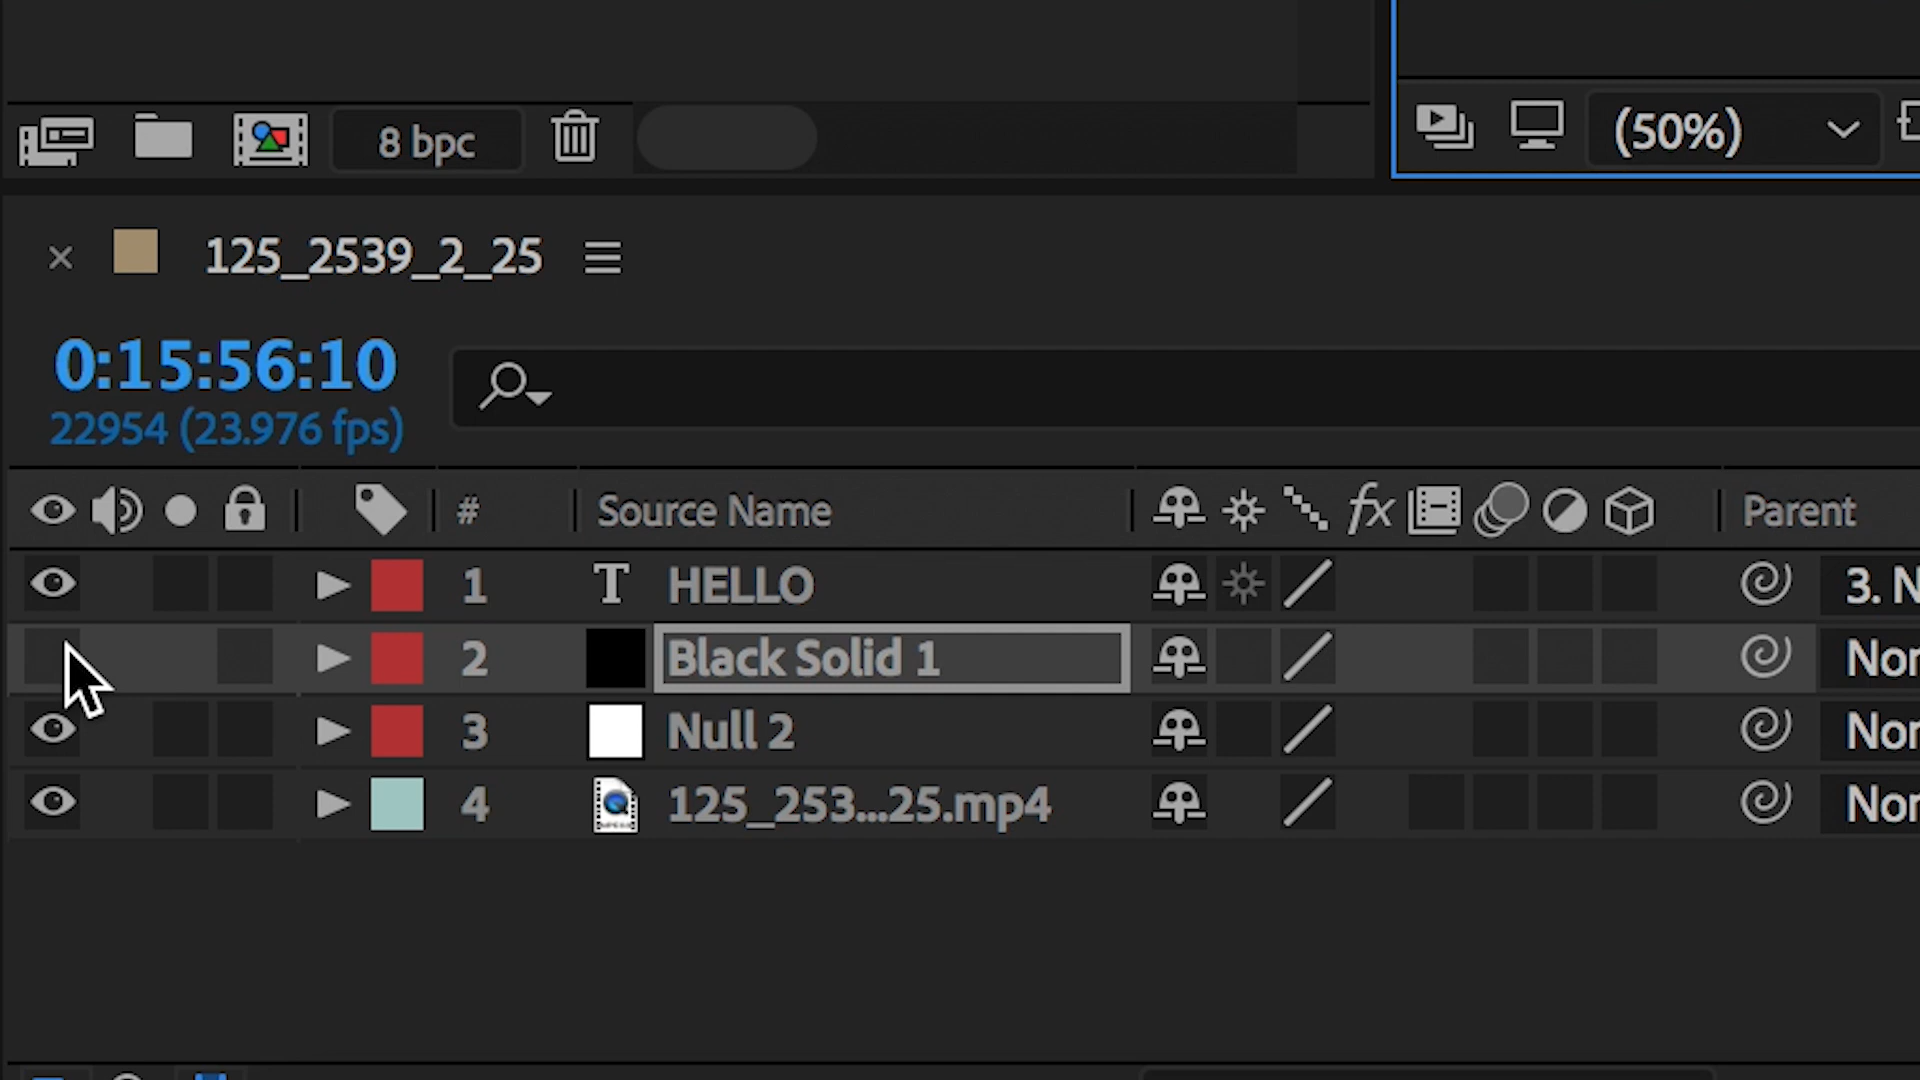 8 bpc
(50%)
125_2539_2_25
0:15:56:10
22954 (23.976 fps)
# Source Name fx Parent
1 T HELLO 3. N
2 Black Solid 1 Nor
3 Null 2 Nor
4 125_253...25.mp4 Nor